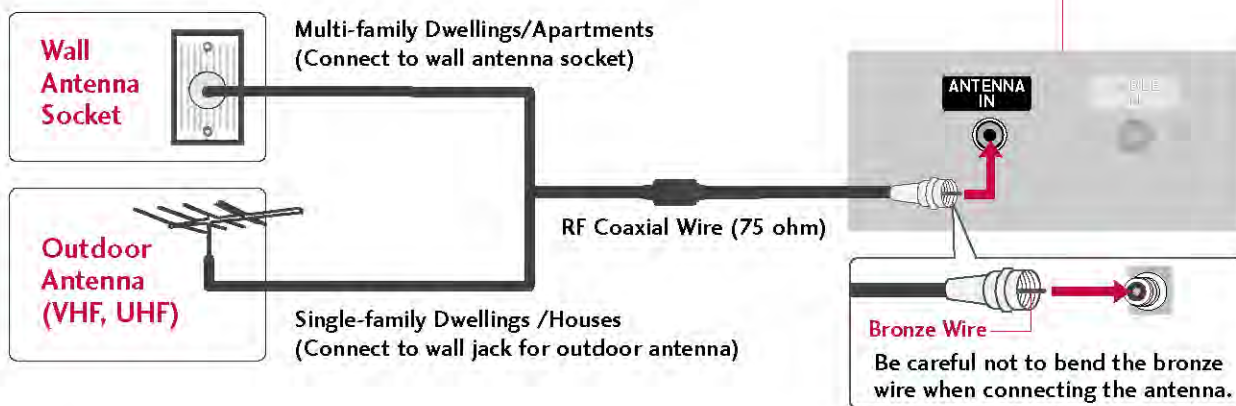 Wall
Antenna
Socket
Multi-family Dwellings/Apartments
(Connect to wall antenna socket)
ANTENNA
IN
RF Coaxial Wire (75 ohm)
Outdoor
Antenna
(VHF, UHF)
Single-family Dwellings /Houses
(Connect to wall jack for outdoor antenna)
Bronze Wire
Be careful not to bend the bronze
wire when connecting the antenna.